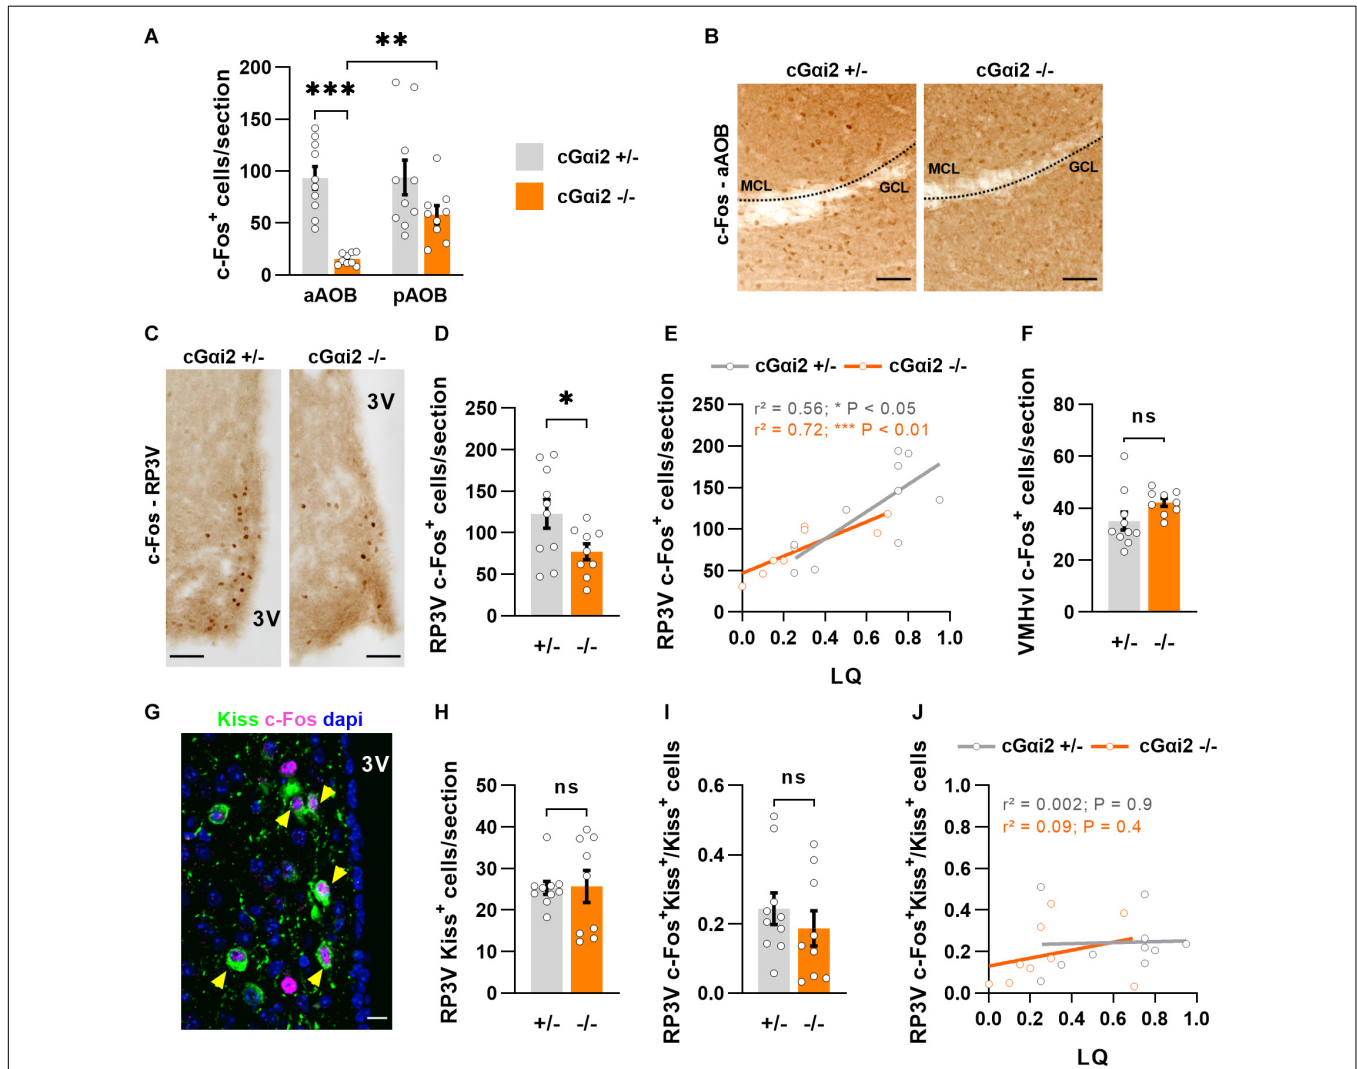 A
B
**
200
150
100
50
0
***
c-Fos⁺ cells/section
aAOB
pAOB
cGαi2 +/-
cGαi2 -/-
cGαi2 +/-
cGαi2 -/-
c-Fos - aAOB
MCL
GCL
MCL
GCL
C
D
E
F
cGαi2 +/-
cGαi2 -/-
c-Fos - RP3V
3V
3V
RP3V c-Fos⁺ cells/section
250
200
150
100
50
0
*
+/-
-/-
cGαi2 +/-
cGαi2 -/-
RP3V c-Fos⁺ cells/section
250
200
150
100
50
0
r² = 0.56; * P < 0.05
r² = 0.72; *** P < 0.01
0.0 0.2 0.4 0.6 0.8 1.0
LQ
VMHvl c-Fos⁺ cells/section
80
60
40
20
0
ns
+/-
-/-
G
H
I
J
Kiss c-Fos dapi
3V
RP3V Kiss⁺ cells/section
50
40
30
20
10
0
ns
+/-
-/-
RP3V c-Fos⁺Kiss⁺/Kiss⁺ cells
0.6
0.4
0.2
0.0
ns
+/-
-/-
cGαi2 +/-
cGαi2 -/-
RP3V c-Fos⁺Kiss⁺/Kiss⁺ cells
1.0
0.8
0.6
0.4
0.2
0.0
r² = 0.002; P = 0.9
r² = 0.09; P = 0.4
0.0 0.2 0.4 0.6 0.8 1.0
LQ